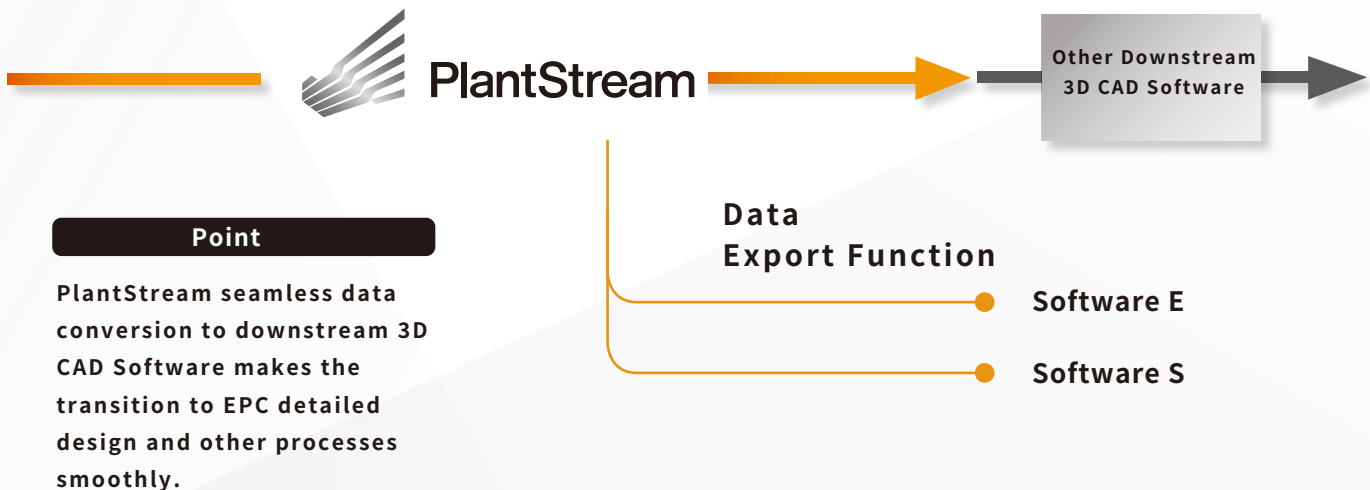 PlantStream
Other Downstream
3D CAD Software
Point
PlantStream seamless data
conversion to downstream 3D
CAD Software makes the
transition to EPC detailed
design and other processes
smoothly.
Data
Export Function
Software E
Software S